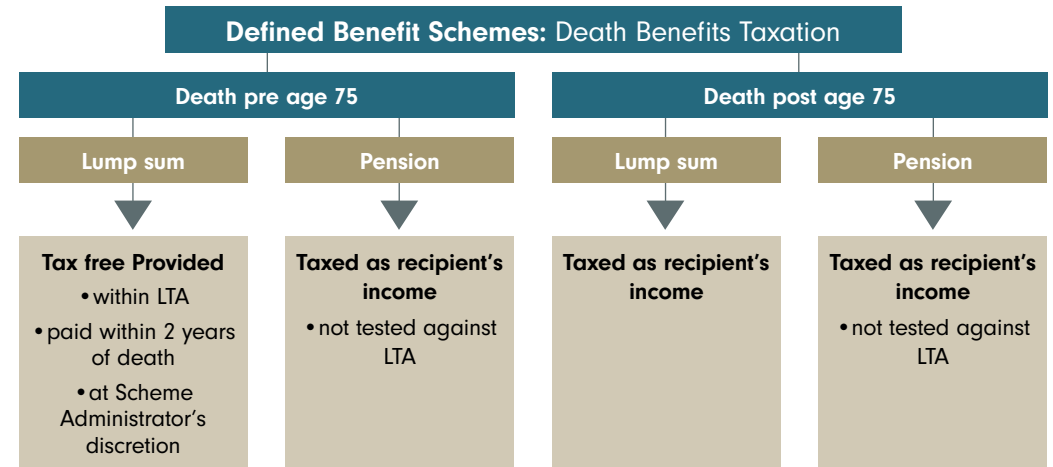 Defined Benefit Schemes: Death Benefits Taxation
Death pre age 75
Death post age 75
Lump sum
Pension
Lump sum
Pension
Tax free Provided
• within LTA
• paid within 2 years
of death
• at Scheme
Administrator's
discretion
Taxed as recipient's
income
• not tested against
LTA
Taxed as recipient's
income
Taxed as recipient's
income
• not tested against
LTA